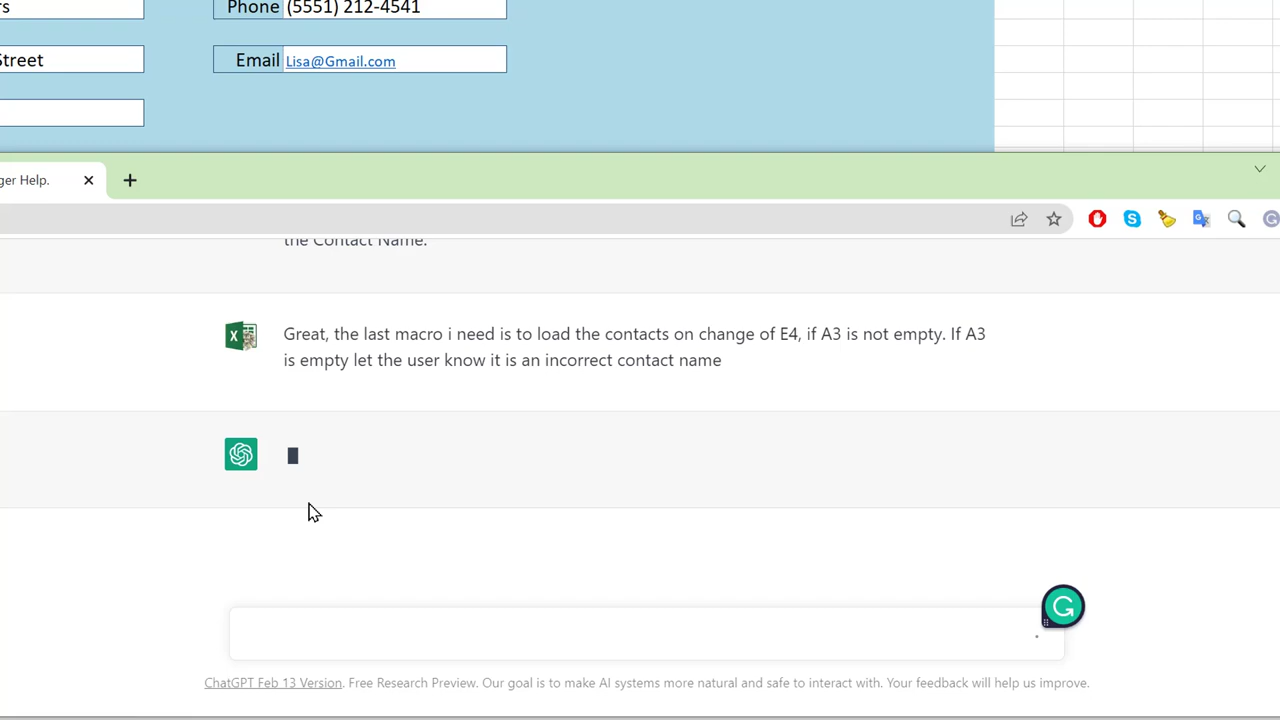 rs
Phone (5551) 212-4541
Street
Email Lisa@Gmail.com
ger Help.
the Contact Name.
Great, the last macro i need is to load the contacts on change of E4, if A3 is not empty. If A3
is empty let the user know it is an incorrect contact name
ChatGPT Feb 13 Version. Free Research Preview. Our goal is to make AI systems more natural and safe to interact with. Your feedback will help us improve.